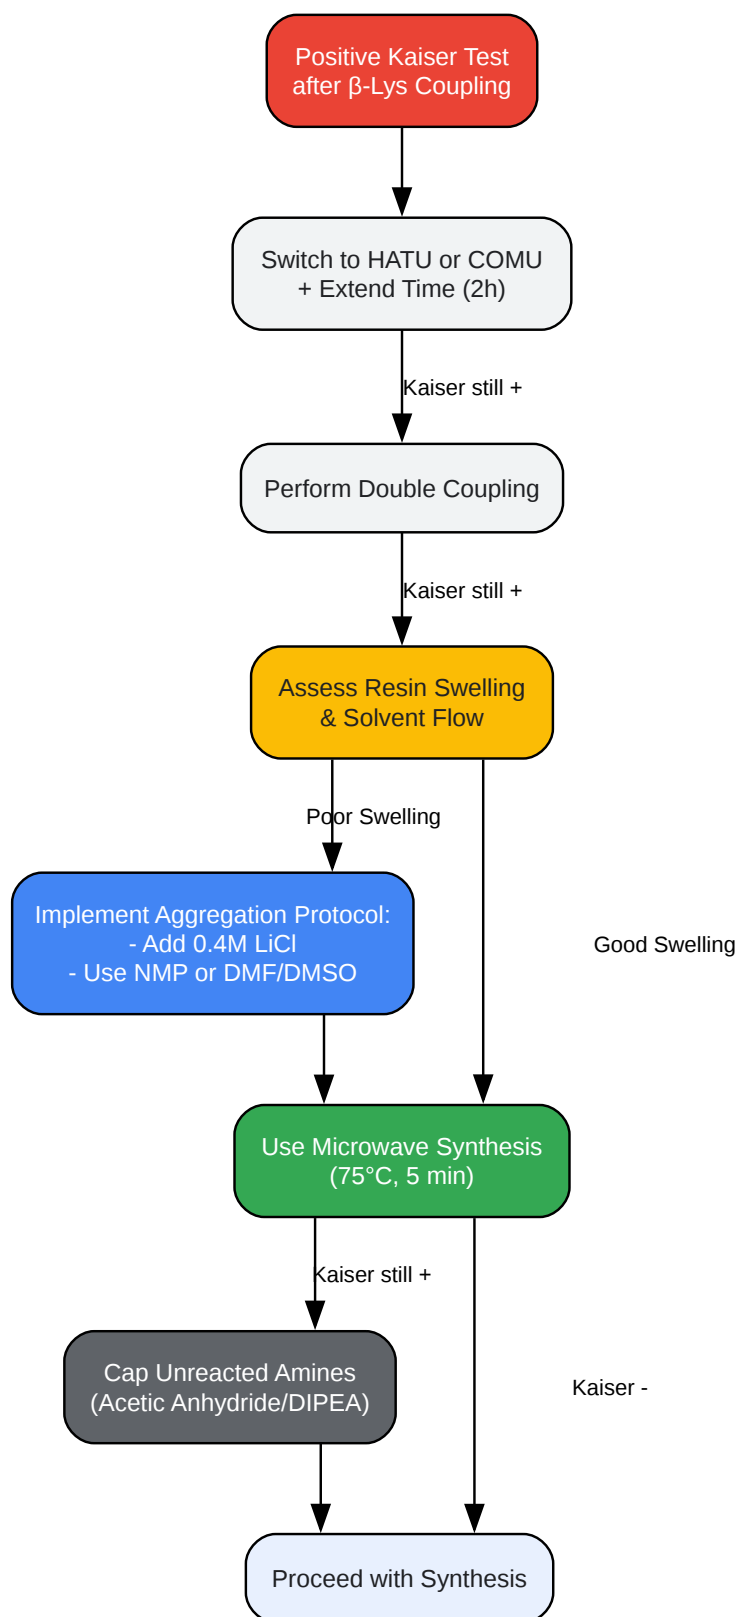 Positive Kaiser Test
after β-Lys Coupling
Switch to HATU or COMU
+ Extend Time (2h)
Kaiser still +
Perform Double Coupling
Kaiser still +
Assess Resin Swelling
& Solvent Flow
Poor Swelling
Implement Aggregation Protocol:
- Add 0.4M LiCl
- Use NMP or DMF/DMSO
Good Swelling
Use Microwave Synthesis
(75°C, 5 min)
Kaiser still +
Cap Unreacted Amines
(Acetic Anhydride/DIPEA)
Kaiser -
Proceed with Synthesis